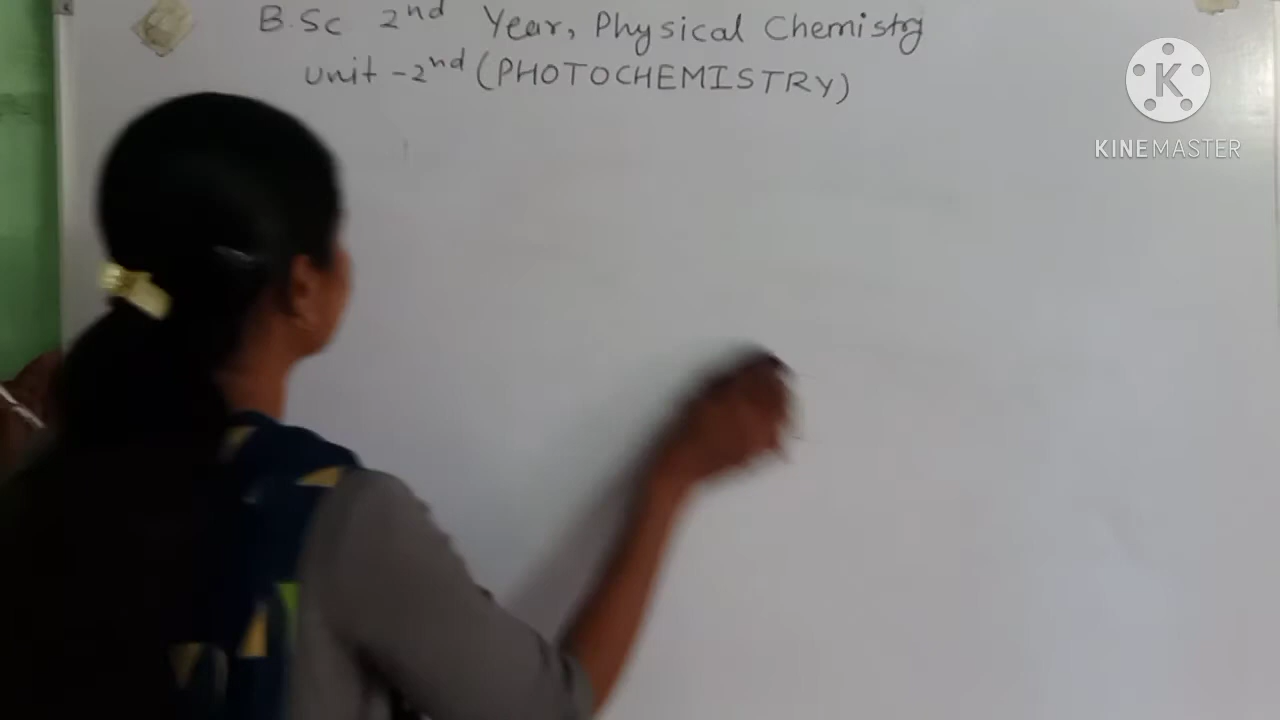 B.Sc 2nd Year, Physical Chemistry
Unit-2nd (PHOTOCHEMISTRY)
K
KINEMASTER